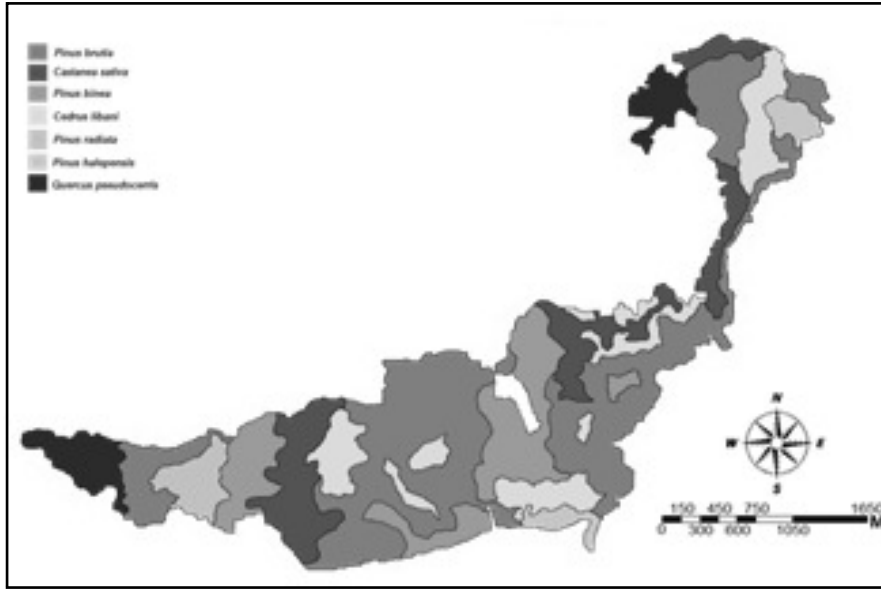 Pinus brutia
Castanea sativa
Pinus binea
Cedrus libani
Pinus radiata
Pinus halepensis
Quercus pseudocerris
N
W E
S
150 450 750 1650
M
0 300 600 1050